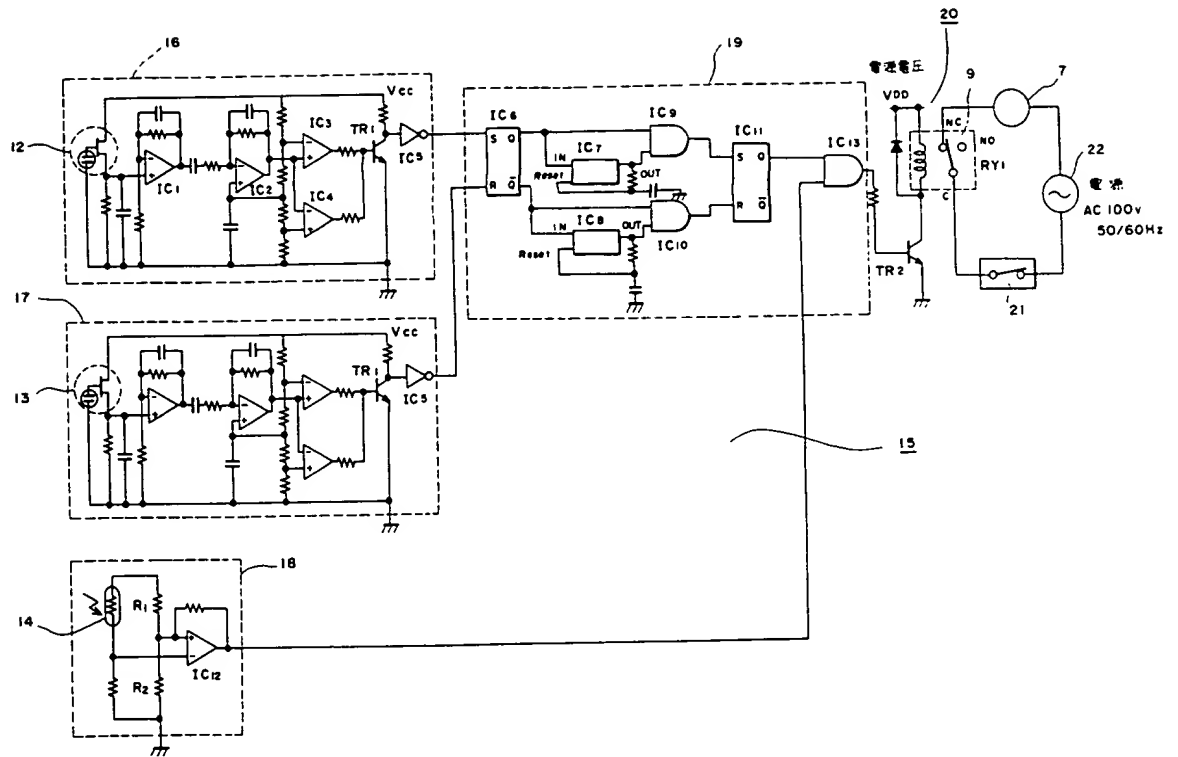 16
Vcc
12
IC1
IC2
IC3
IC4
TR1
IC5
19
IC6
S Q
R Q̅
IC7
IN
Reset
OUT
IC9
IC8
IN
OUT
Reset
IC10
IC11
S Q
R Q̅
IC13
20
電源電圧
VDD
9
7
NC
NO
RY1
C
22
電源
AC 100V
50/60Hz
TR2
21
17
Vcc
13
TR1
IC5
15
18
14
R1
R2
IC12